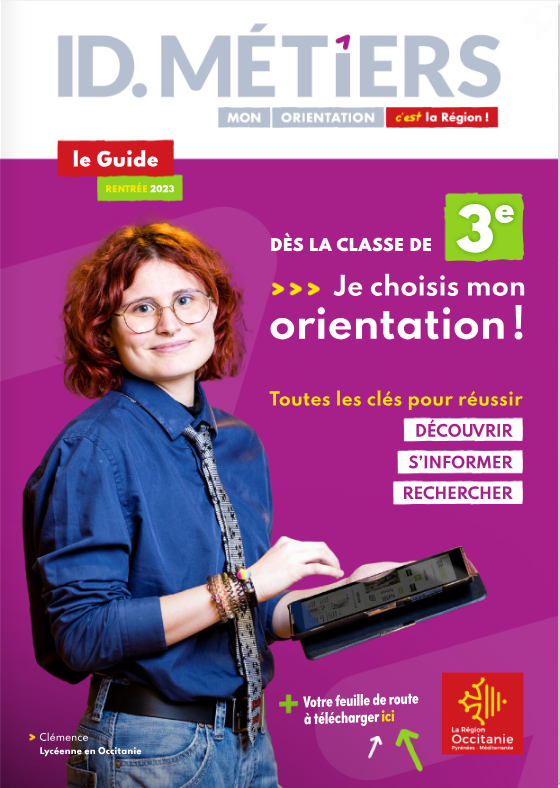 ID.MÉTIERS
MON ORIENTATION c'est la Région !
le Guide
RENTRÉE 2023
DÈS LA CLASSE DE 3e
>>> Je choisis mon
orientation !
Toutes les clés pour réussir
DÉCOUVRIR
S'INFORMER
RECHERCHER
+ Votre feuille de route
à télécharger ici
> Clémence
Lycéenne en Occitanie
La Région
Occitanie
Pyrénées - Méditerranée